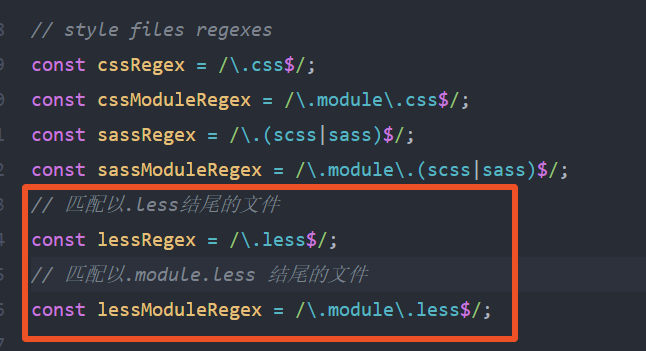 // style files regexes
const cssRegex = /\.css$/;
const cssModuleRegex = /\.module\.css$/;
const sassRegex = /\.(scss|sass)$/;
const sassModuleRegex = /\.module\.(scss|sass)$/;
// 匹配以.less结尾的文件
const lessRegex = /\.less$/;
// 匹配以.module.less 结尾的文件
const lessModuleRegex = /\.module\.less$/;